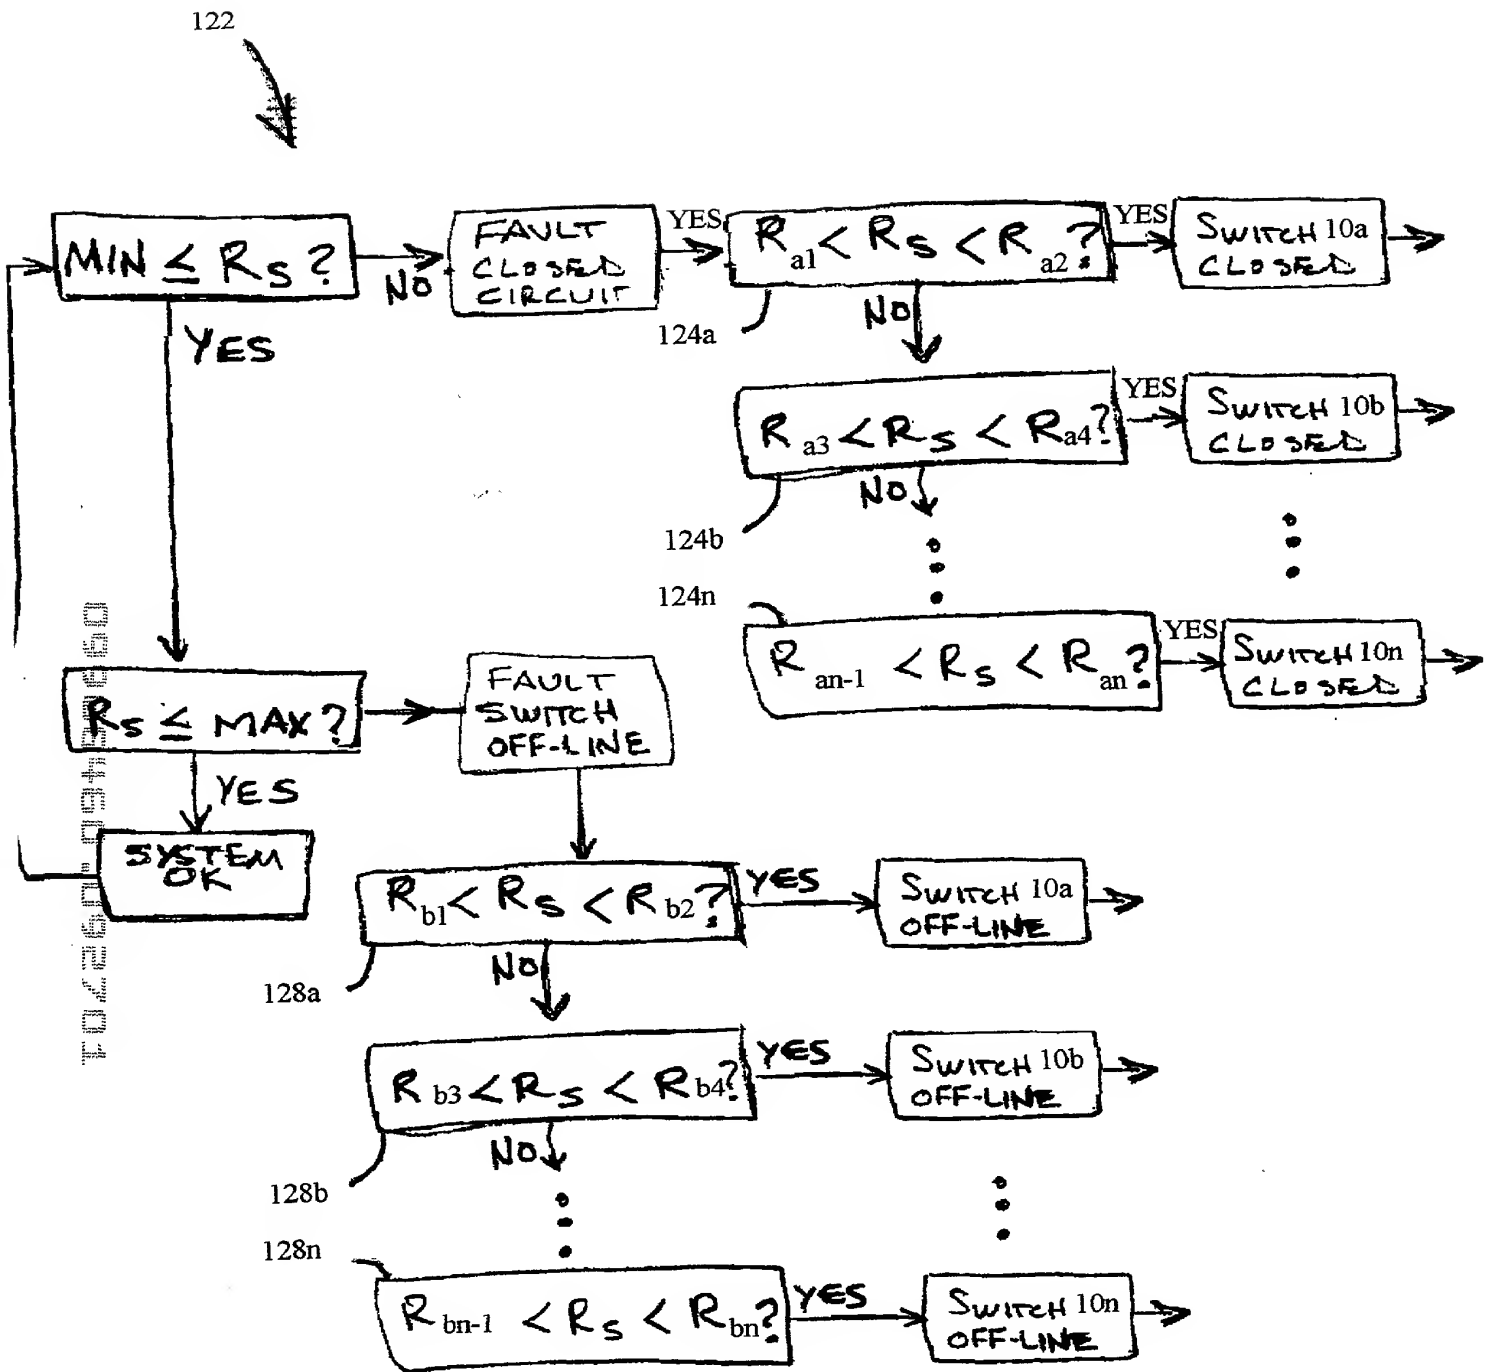 122
MIN ≤ RS ?
NO
FAULT
CLOSED
CIRCUIT
YES
Ra1 < RS < Ra2?
YES
SWITCH 10a
CLOSED
124a
NO
YES
Ra3 < RS < Ra4?
YES
SWITCH 10b
CLOSED
124b
NO
124n
Ran-1 < RS < Ran?
YES
SWITCH 10n
CLOSED
RS ≤ MAX?
FAULT
SWITCH
OFF-LINE
YES
SYSTEM
OK
Rb1 < RS < Rb2?
YES
SWITCH 10a
OFF-LINE
128a
NO
Rb3 < RS < Rb4?
YES
SWITCH 10b
OFF-LINE
128b
NO
128n
Rbn-1 < RS < Rbn?
YES
SWITCH 10n
OFF-LINE